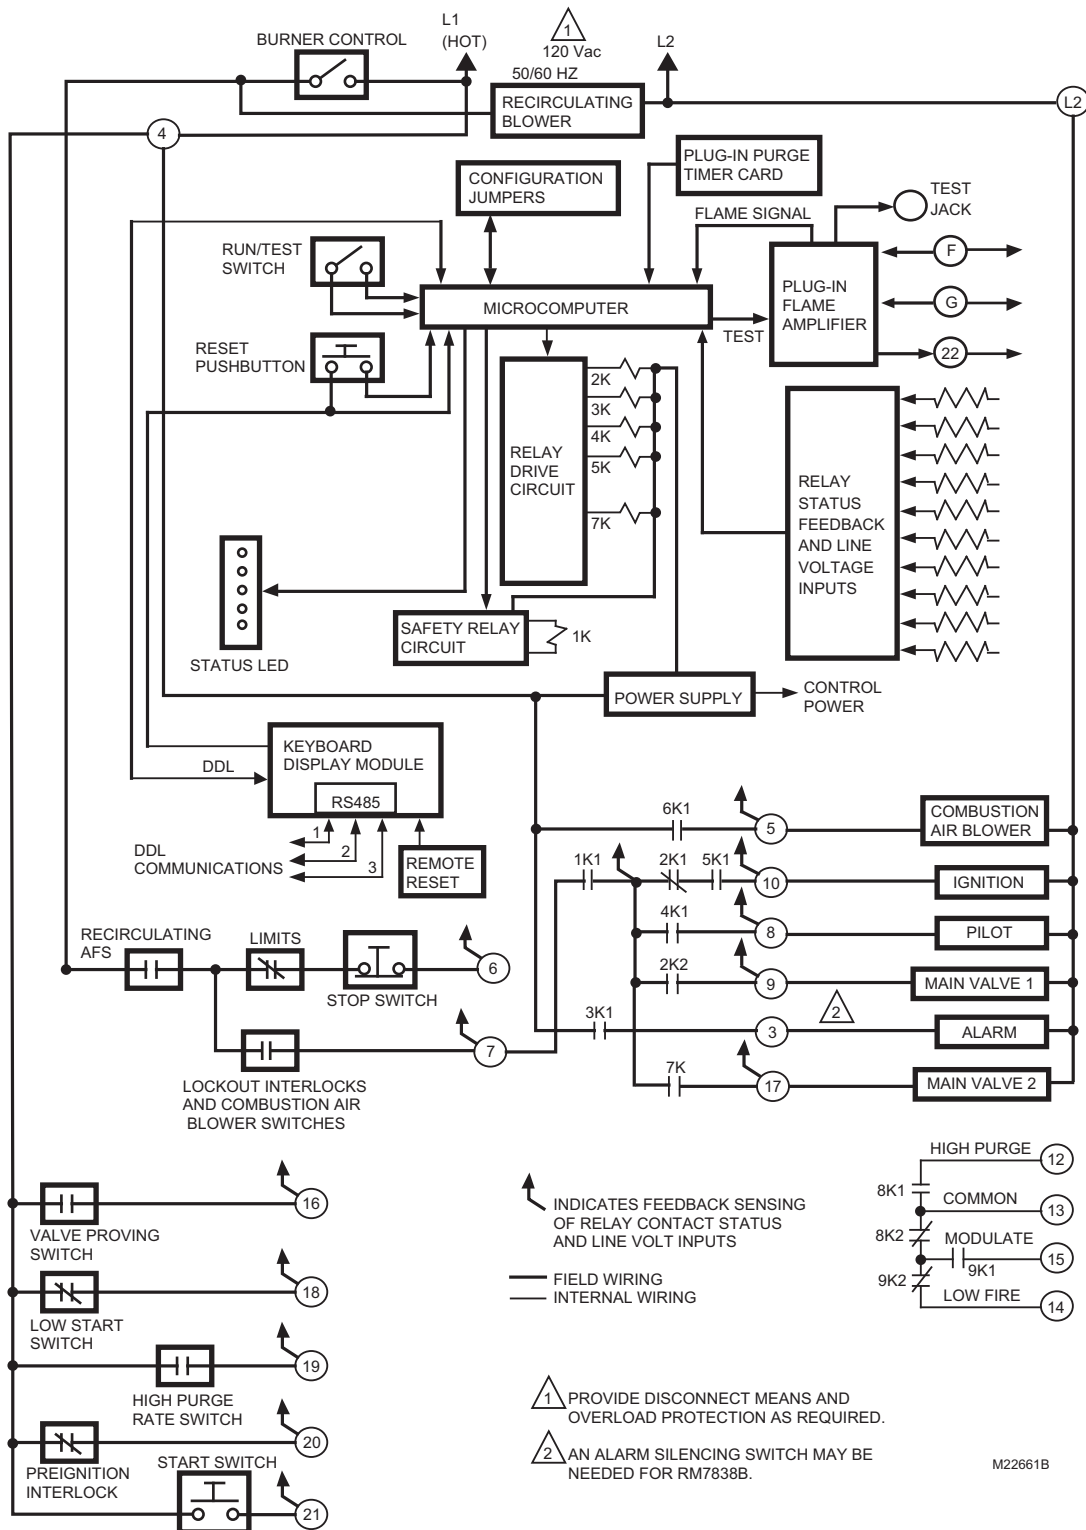 L1
(HOT)
1
120 Vac
50/60 HZ
L2
BURNER CONTROL
RECIRCULATING
BLOWER
L2
4
CONFIGURATION
JUMPERS
PLUG-IN PURGE
TIMER CARD
FLAME SIGNAL
TEST
JACK
RUN/TEST
SWITCH
MICROCOMPUTER
TEST
PLUG-IN
FLAME
AMPLIFIER
F
G
22
RESET
PUSHBUTTON
RELAY
DRIVE
CIRCUIT
2K
3K
4K
5K
7K
RELAY
STATUS
FEEDBACK
AND LINE
VOLTAGE
INPUTS
STATUS LED
SAFETY RELAY
CIRCUIT
1K
POWER SUPPLY
CONTROL
POWER
KEYBOARD
DISPLAY MODULE
DDL
RS485
1
2
3
DDL
COMMUNICATIONS
REMOTE
RESET
6K1
5
COMBUSTION
AIR BLOWER
1K1
2K1
5K1
10
IGNITION
4K1
8
PILOT
2K2
9
MAIN VALVE 1
3K1
3
2
ALARM
7K
17
MAIN VALVE 2
RECIRCULATING
AFS
LIMITS
STOP SWITCH
6
7
LOCKOUT INTERLOCKS
AND COMBUSTION AIR
BLOWER SWITCHES
HIGH PURGE
12
8K1
COMMON
13
8K2
MODULATE
15
9K1
9K2
LOW FIRE
14
16
VALVE PROVING
SWITCH
18
LOW START
SWITCH
19
HIGH PURGE
RATE SWITCH
20
PREIGNITION
INTERLOCK
START SWITCH
21
INDICATES FEEDBACK SENSING
OF RELAY CONTACT STATUS
AND LINE VOLT INPUTS
FIELD WIRING
INTERNAL WIRING
1 PROVIDE DISCONNECT MEANS AND
OVERLOAD PROTECTION AS REQUIRED.
2 AN ALARM SILENCING SWITCH MAY BE
NEEDED FOR RM7838B.
M22661B